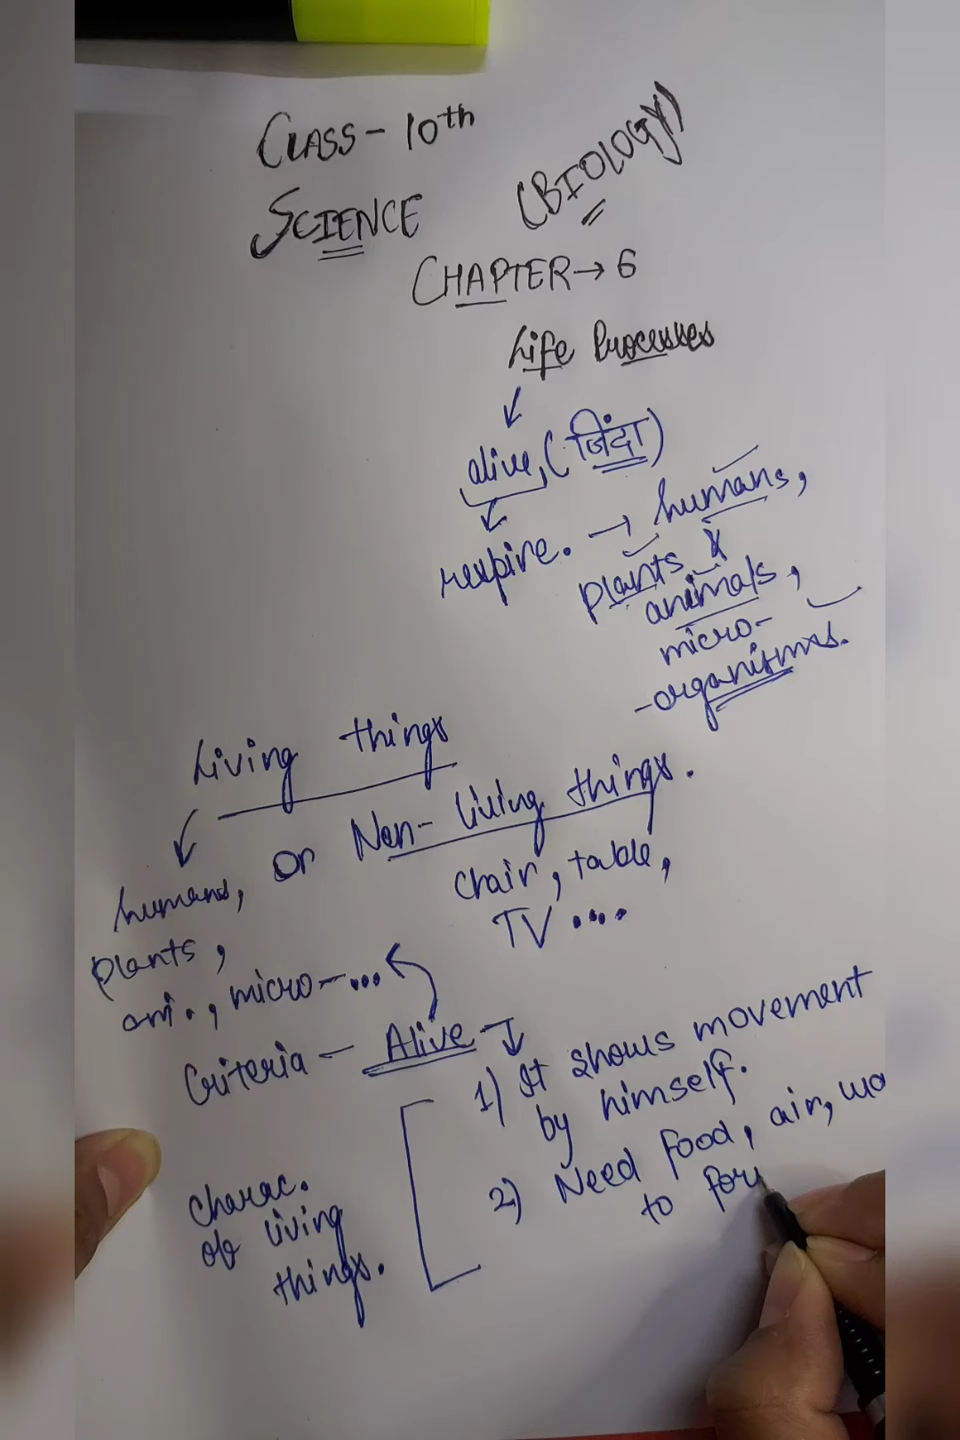 CLASS - 10th
SCIENCE (BIOLOGY)
CHAPTER → 6
Life Processes
alive, (जिंदा)
respire. → humans,
plants
animals,
micro-
-organisms.
Living things
or Non-living things.
humans,
plants,
ani., micro-...
chair, table,
TV ....
Criteria - Alive
1) It shows movement
by himself.
2) Need food, air, wa
to for
charac.
of living
things.